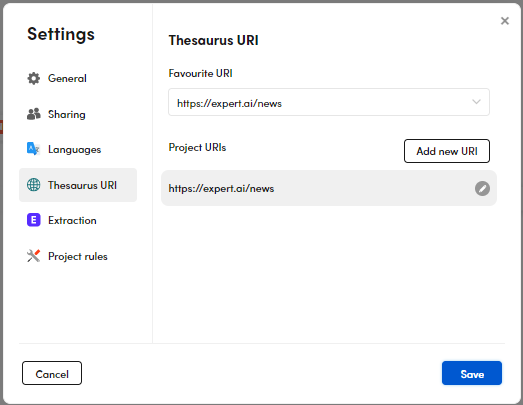 Settings
General
Sharing
Languages
Thesaurus URI
Extraction
Project rules
Thesaurus URI
Favourite URI
https://expert.ai/news
Project URIs
Add new URI
https://expert.ai/news
Cancel
Save